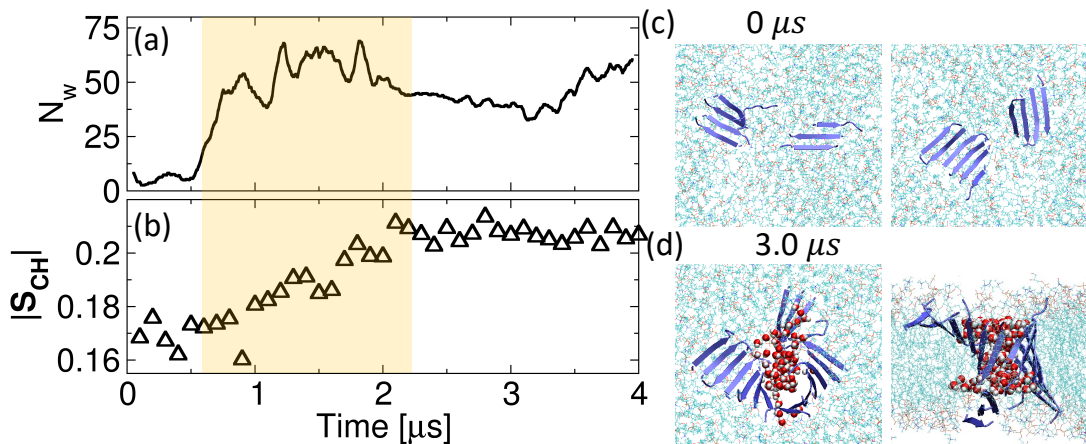 (a)
75
50
25
0
N_w
(b)
0.2
0.18
0.16
|S_CH|
0 1 2 3 4
Time [μs]
(c) 0 μs
(d) 3.0 μs